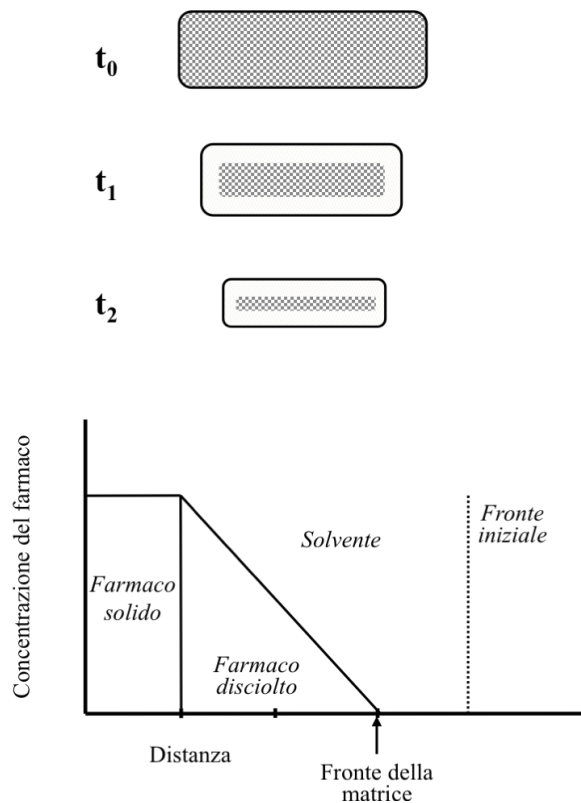 t0
t1
t2
Concentrazione del farmaco
Solvente
Fronte
iniziale
Farmaco
solido
Farmaco
disciolto
Distanza
Fronte della
matrice